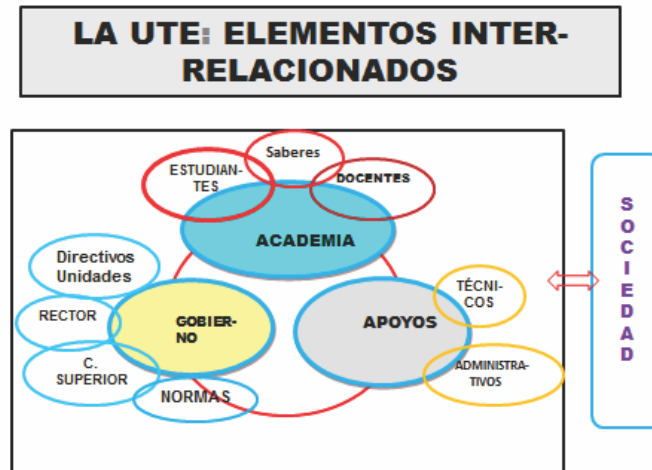 LA UTE: ELEMENTOS INTER-
RELACIONADOS
Saberes
ESTUDIAN-
TES
DOCENTES
ACADEMIA
Directivos
Unidades
RECTOR
GOBIER-
NO
C.
SUPERIOR
NORMAS
APOYOS
TÉCNI-
COS
ADMINISTRA-
TIVOS
SOCIEDAD